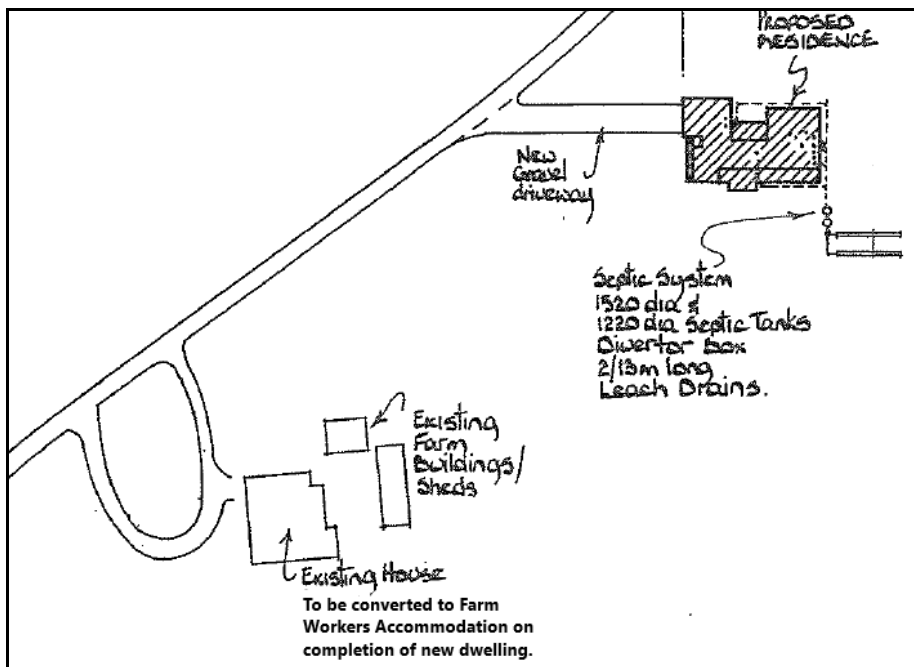 PROPOSED
RESIDENCE
New
Gravel
driveway
Septic System
1520 dia &
1220 dia Septic Tanks
Divertor box
2/13m long
Leach Drains.
Existing
Farm
Buildings/
Sheds
Existing House
To be converted to Farm
Workers Accommodation on
completion of new dwelling.